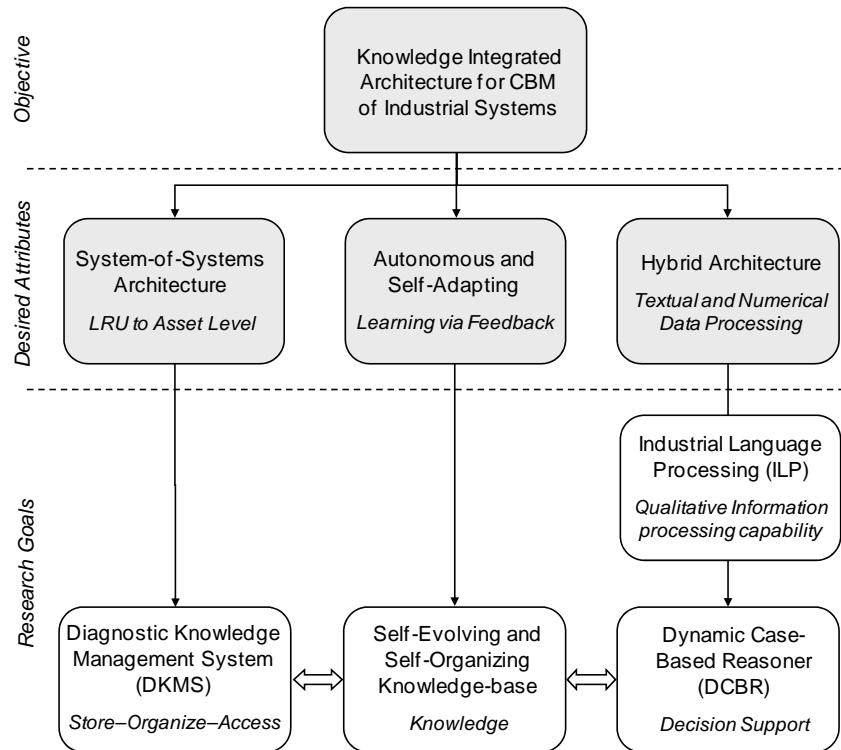 Objective
Knowledge Integrated
Architecture for CBM
of Industrial Systems
Desired Attributes
System-of-Systems
Architecture
LRU to Asset Level
Autonomous and
Self-Adapting
Learning via Feedback
Hybrid Architecture
Textual and Numerical
Data Processing
Research Goals
Industrial Language
Processing (ILP)
Qualitative Information
processing capability
Diagnostic Knowledge
Management System
(DKMS)
Store–Organize–Access
Self-Evolving and
Self-Organizing
Knowledge-base
Knowledge
Dynamic Case-
Based Reasoner
(DCBR)
Decision Support